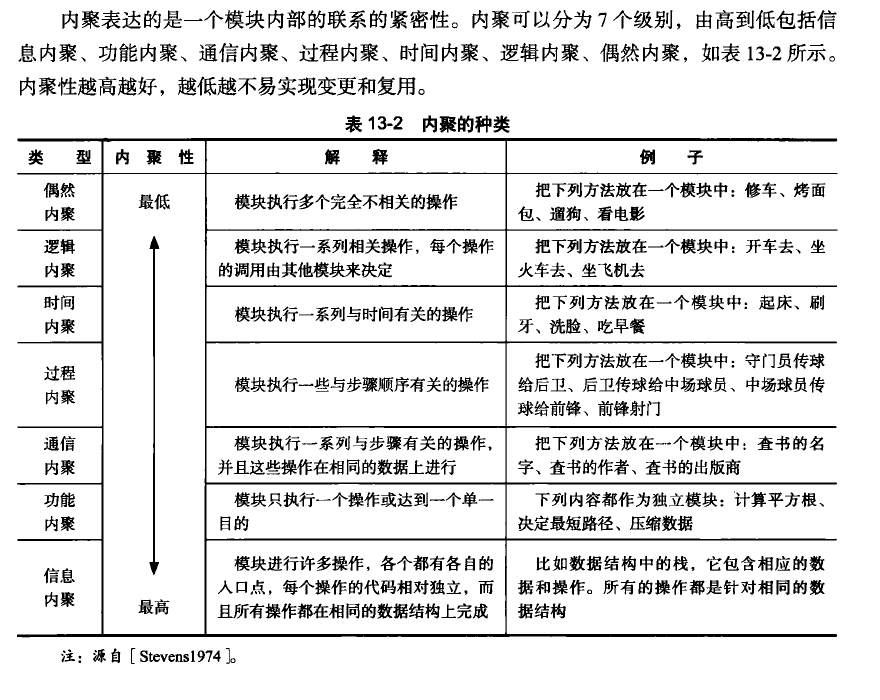 内聚表达的是一个模块内部的联系的紧密性。内聚可以分为7个级别，由高到低包括信
息内聚、功能内聚、通信内聚、过程内聚、时间内聚、逻辑内聚、偶然内聚，如表13-2所示。
内聚性越高越好，越低越不易实现变更和复用。
表 13-2 内聚的种类
类 型 内 聚 性 解 释 例 子
偶然
内聚
最低
模块执行多个完全不相关的操作
把下列方法放在一个模块中：修车、烤面
包、遛狗、看电影
逻辑
内聚
模块执行一系列相关操作，每个操作
的调用由其他模块来决定
把下列方法放在一个模块中：开车去、坐
火车去、坐飞机去
时间
内聚
模块执行一系列与时间有关的操作
把下列方法放在一个模块中：起床、刷
牙、洗脸、吃早餐
过程
内聚
模块执行一些与步骤顺序有关的操作
把下列方法放在一个模块中：守门员传球
给后卫、后卫传球给中场球员、中场球员传
球给前锋、前锋射门
通信
内聚
模块执行一系列与步骤有关的操作，
并且这些操作在相同的数据上进行
把下列方法放在一个模块中：查书的名
字、查书的作者、查书的出版商
功能
内聚
模块只执行一个操作或达到一个单一
目的
下列内容都作为独立模块：计算平方根、
决定最短路径、压缩数据
信息
内聚
最高
模块进行许多操作，各个都有各自的
入口点，每个操作的代码相对独立，而
且所有操作都在相同的数据结构上完成
比如数据结构中的栈，它包含相应的数
据和操作。所有的操作都是针对相同的数
据结构
注：源自［Stevens1974］。